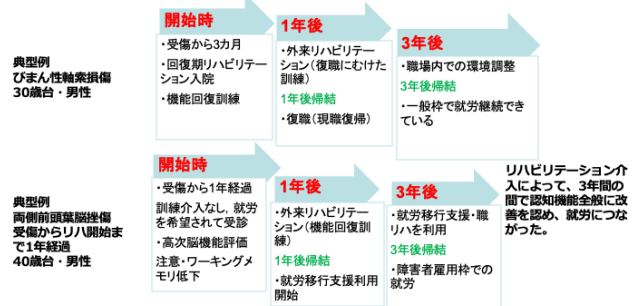 典型例
びまん性軸索損傷
30歳台・男性
開始時
・受傷から3カ月
・回復期リハビリテ
ーション入院
・機能回復訓練
1年後
・外来リハビリテー
ション（復職にむけた
訓練）
1年後帰結
・復職（現職復帰）
3年後
・職場内での環境調整
3年後帰結
・一般枠で就労継続でき
ている
典型例
両側前頭葉脳挫傷
受傷からリハ開始ま
で1年経過
40歳台・男性
開始時
・受傷から1年経過
訓練介入なし，就労
を希望されて受診
・高次脳機能評価
注意・ワーキングメ
モリ低下
1年後
・外来リハビリテー
ション（機能回復訓
練）
1年後帰結
・就労移行支援利用
開始
3年後
・就労移行支援・職
リハを利用
3年後帰結
・障害者雇用枠での
就労
リハビリテーション介
入によって、3年間の
間で認知機能全般に改
善を認め、就労につな
がった。